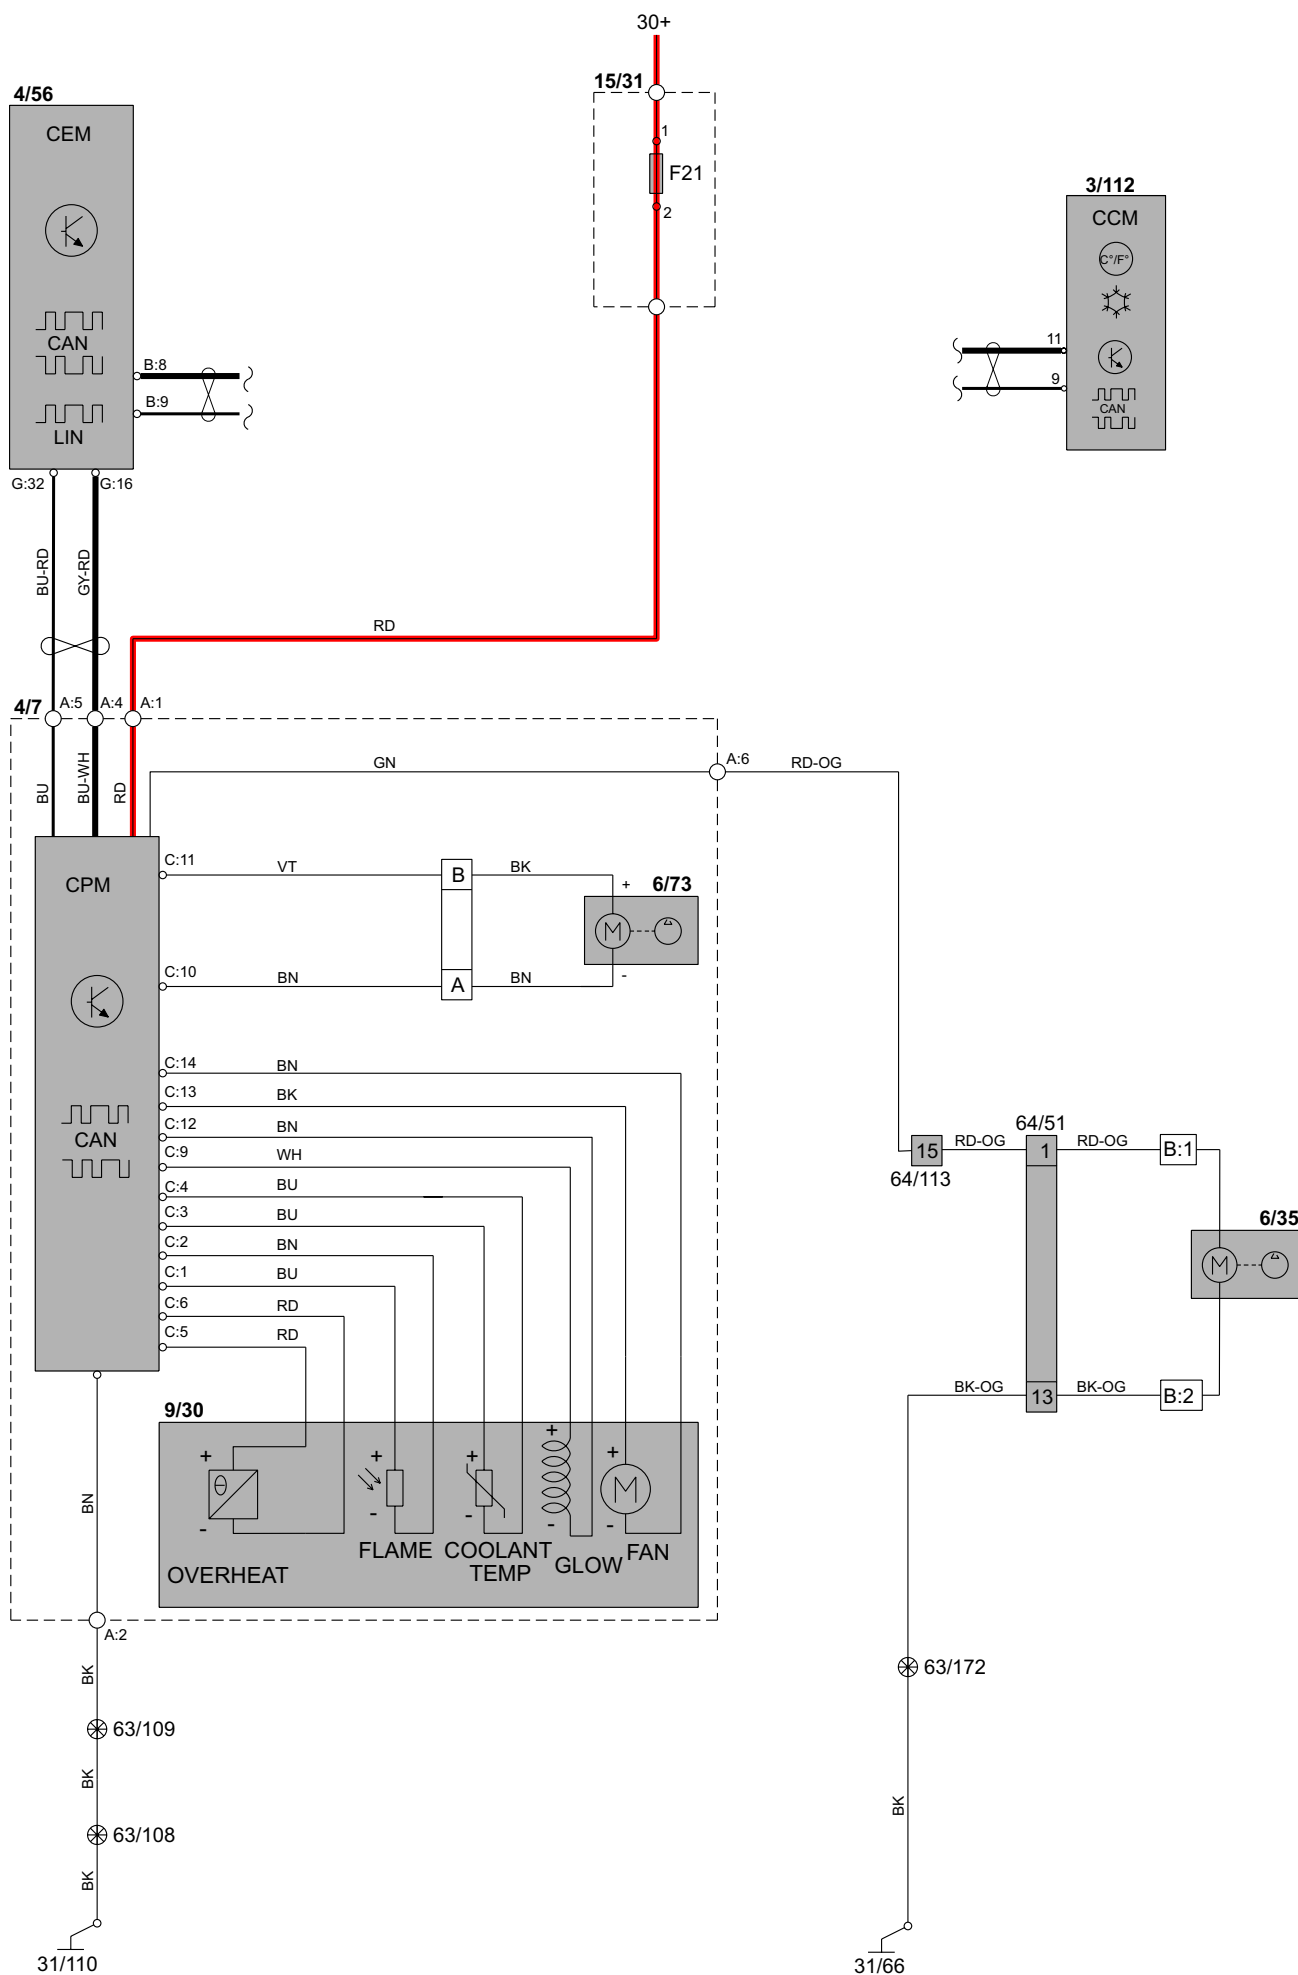 30+
15/31
4/56
CEM
1
F21
2
3/112
CCM
C°/F°
CAN
LIN
B:8
B:9
11
9
CAN
G:32
G:16
BU-RD
GY-RD
RD
4/7
A:5
A:4
A:1
BU
BU-WH
RD
GN
A:6
RD-OG
CPM
CAN
C:11
VT
B
BK
+
6/73
M
C:10
BN
A
BN
-
C:14
BN
C:13
BK
C:12
BN
C:9
WH
C:4
BU
C:3
BU
C:2
BN
C:1
BU
C:6
RD
C:5
RD
15
64/113
RD-OG
64/51
1
RD-OG
B:1
6/35
M
BK-OG
13
BK-OG
B:2
9/30
+
θ
-
OVERHEAT
+
-
FLAME
+
-
COOLANT
TEMP
+
-
GLOW
+
M
-
FAN
BN
A:2
BK
63/109
BK
63/108
BK
31/110
63/172
BK
31/66